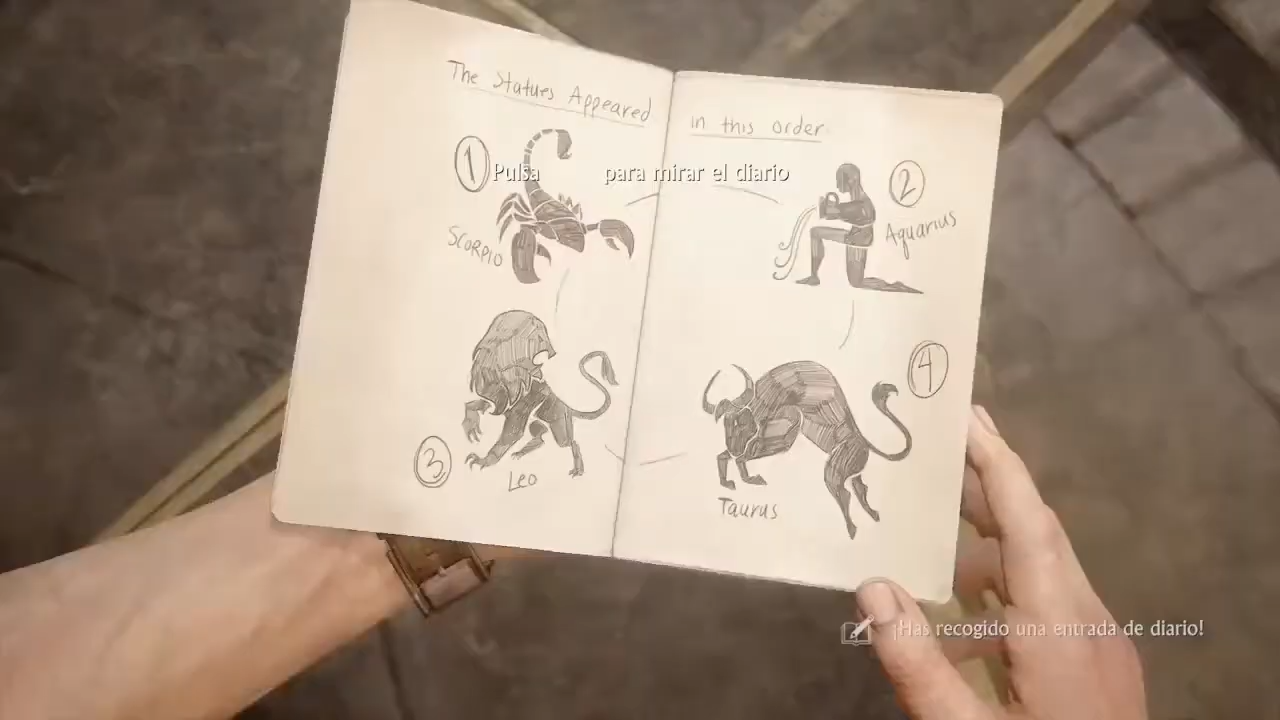 The Statues Appeared
in this order
1
Pulsa para mirar el diario
2
SCORPIO
Aquarius
3
Leo
4
Taurus
¡Has recogido una entrada de diario!